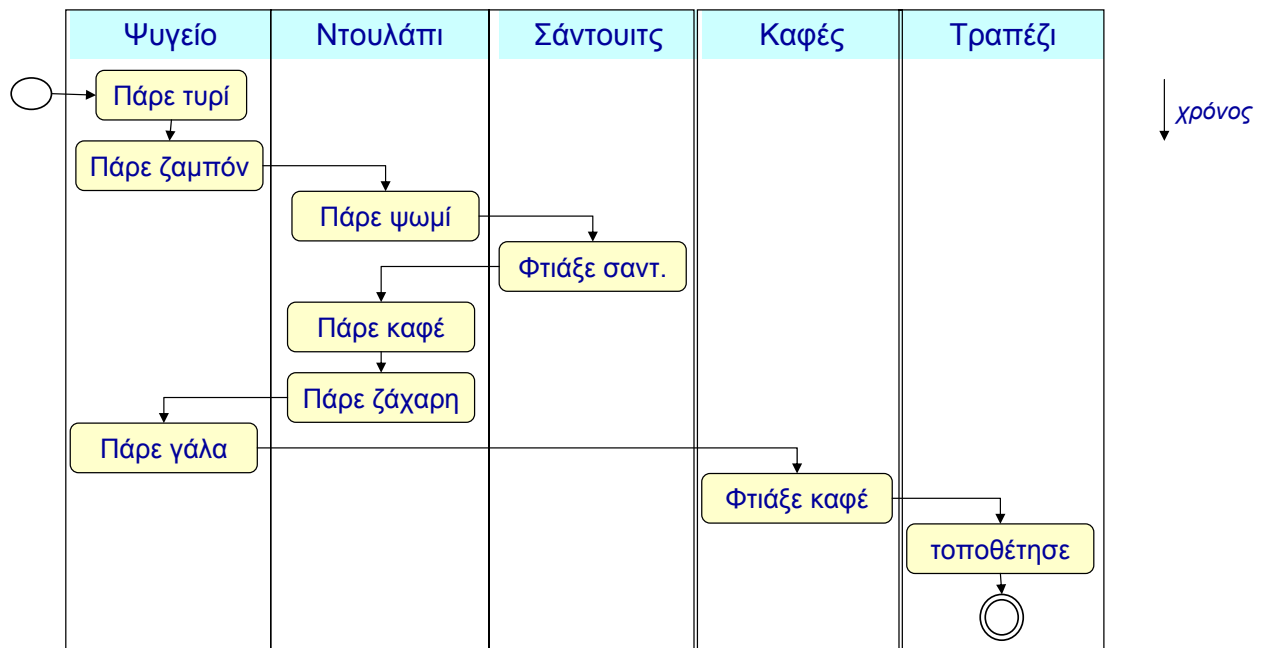 Ψυγείο
Ντουλάπι
Σάντουιτς
Καφές
Τραπέζι
Πάρε τυρί
χρόνος
Πάρε ζαμπόν
Πάρε ψωμί
Φτιάξε σαντ.
Πάρε καφέ
Πάρε ζάχαρη
Πάρε γάλα
Φτιάξε καφέ
τοποθέτησε